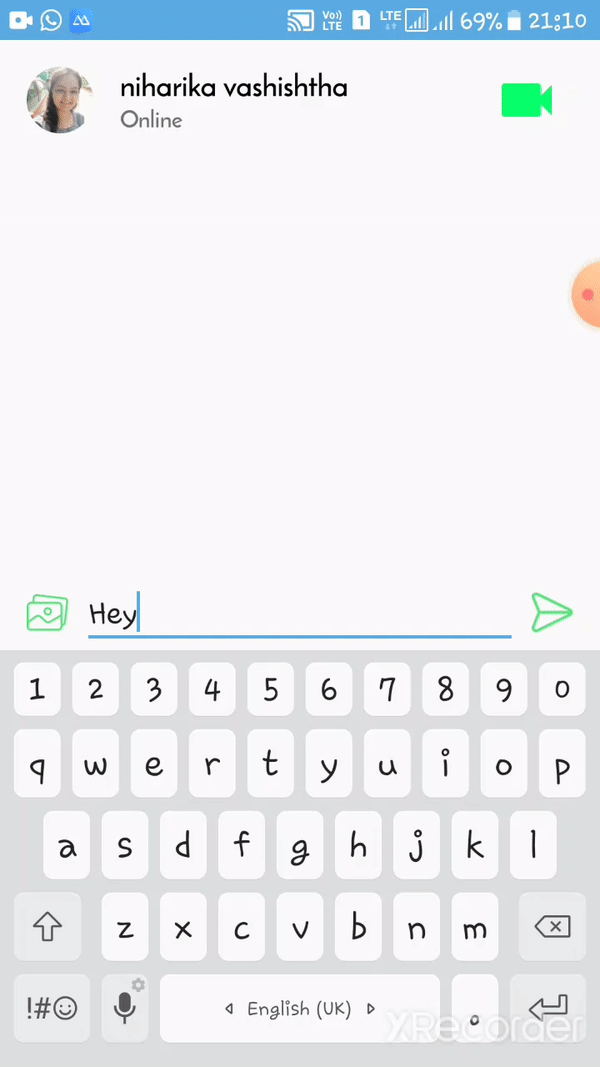 Vo)) LTE 1 LTE 69% 21:10
niharika vashishtha
Online
Hey
1 2 3 4 5 6 7 8 9 0
q w e r t y u i o p
a s d f g h j k l
z x c v b n m
!#☺ English (UK) .
XRecorder